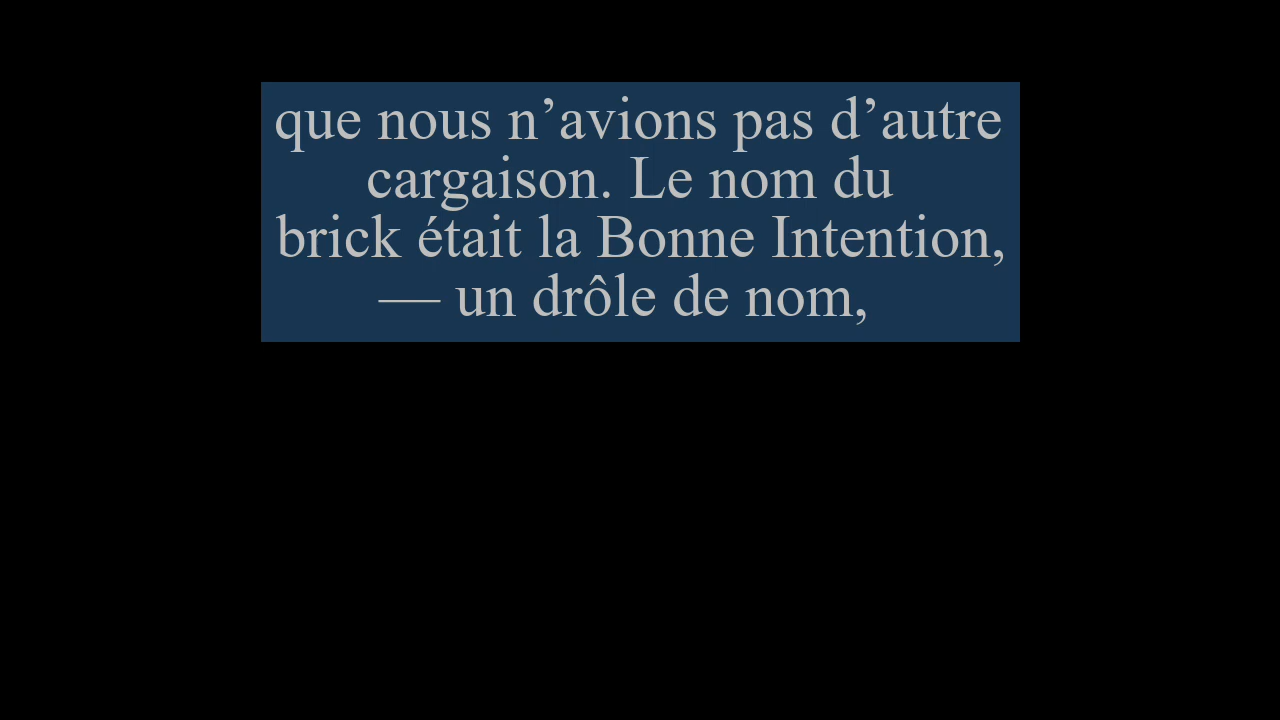 que nous n’avions pas d’autre
cargaison. Le nom du
brick était la Bonne Intention,
— un drôle de nom,